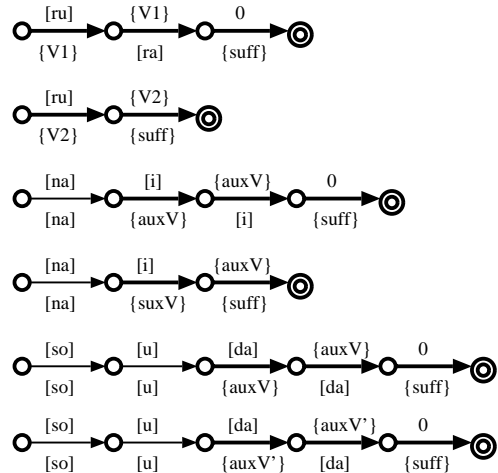 [ru] {V1} 0
{V1} [ra] {suff}
[ru] {V2}
{V2} {suff}
[na] [i] {auxV} 0
[na] {auxV} [i] {suff}
[na] [i] {auxV}
[na] {suxV} {suff}
[so] [u] [da] {auxV} 0
[so] [u] {auxV} [da] {suff}
[so] [u] [da] {auxV'} 0
[so] [u] {auxV'} [da] {suff}